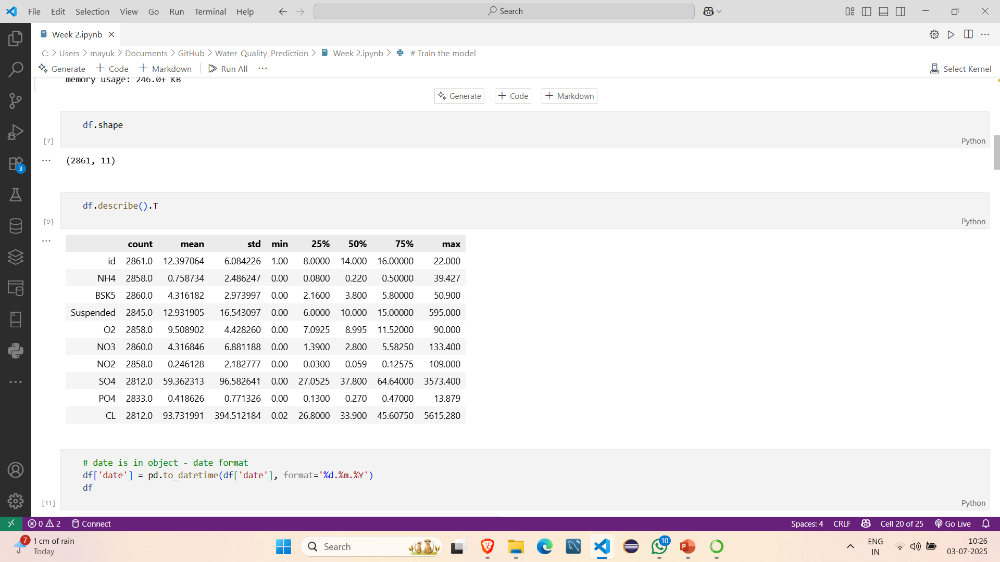 File Edit Selection View Go Run Terminal Help
Search
Week 2.ipynb
C: > Users > mayuk > Documents > GitHub > Water_Quality_Prediction > Week 2.ipynb > # Train the model
Generate + Code + Markdown Run All ...
Select Kernel
memory usage: 246.0+ KB
Generate + Code + Markdown
df.shape
[7]
Python
(2861, 11)
df.describe().T
[9]
Python
count mean std min 25% 50% 75% max
id 2861.0 12.397064 6.084226 1.00 8.0000 14.000 16.00000 22.000
NH4 2858.0 0.758734 2.486247 0.00 0.0800 0.220 0.50000 39.427
BSK5 2860.0 4.316182 2.973997 0.00 2.1600 3.800 5.80000 50.900
Suspended 2845.0 12.931905 16.543097 0.00 6.0000 10.000 15.00000 595.000
O2 2858.0 9.508902 4.428260 0.00 7.0925 8.995 11.52000 90.000
NO3 2860.0 4.316846 6.881188 0.00 1.3900 2.800 5.58250 133.400
NO2 2858.0 0.246128 2.182777 0.00 0.0300 0.059 0.12575 109.000
SO4 2812.0 59.362313 96.582641 0.00 27.0525 37.800 64.64000 3573.400
PO4 2833.0 0.418626 0.771326 0.00 0.1300 0.270 0.47000 13.879
CL 2812.0 93.731991 394.512184 0.02 26.8000 33.900 45.60750 5615.280
# date is in object - date format
df['date'] = pd.to_datetime(df['date'], format='%d.%m.%Y')
df
[11]
Python
3
0 2 Connect
Spaces: 4 CRLF Cell 20 of 25 Go Live
7
1 cm of rain
Today
Search
10
ENG
IN
10:26
03-07-2025